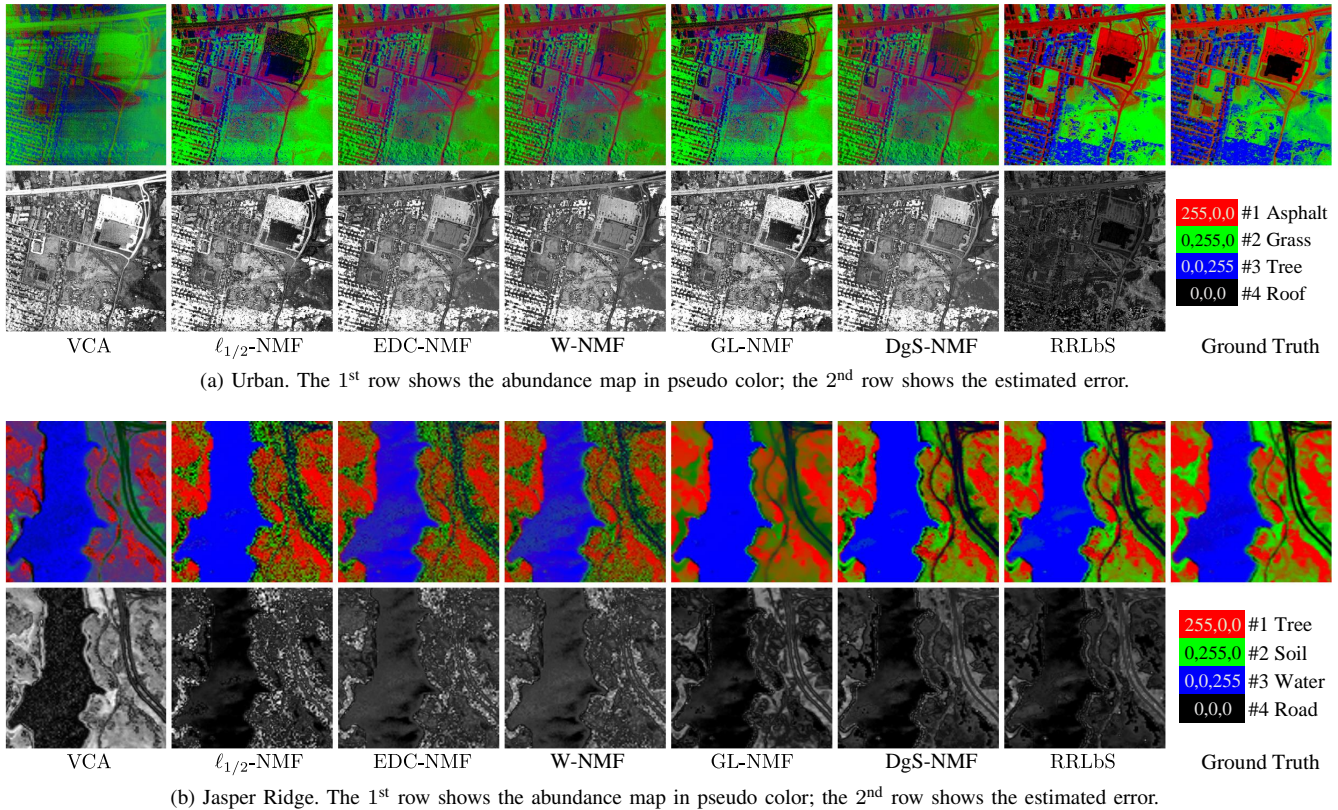 255,0,0 #1 Asphalt
0,255,0 #2 Grass
0,0,255 #3 Tree
0,0,0 #4 Roof
VCA ℓ1/2-NMF EDC-NMF W-NMF GL-NMF DgS-NMF RRLbS Ground Truth
(a) Urban. The 1st row shows the abundance map in pseudo color; the 2nd row shows the estimated error.
255,0,0 #1 Tree
0,255,0 #2 Soil
0,0,255 #3 Water
0,0,0 #4 Road
VCA ℓ1/2-NMF EDC-NMF W-NMF GL-NMF DgS-NMF RRLbS Ground Truth
(b) Jasper Ridge. The 1st row shows the abundance map in pseudo color; the 2nd row shows the estimated error.